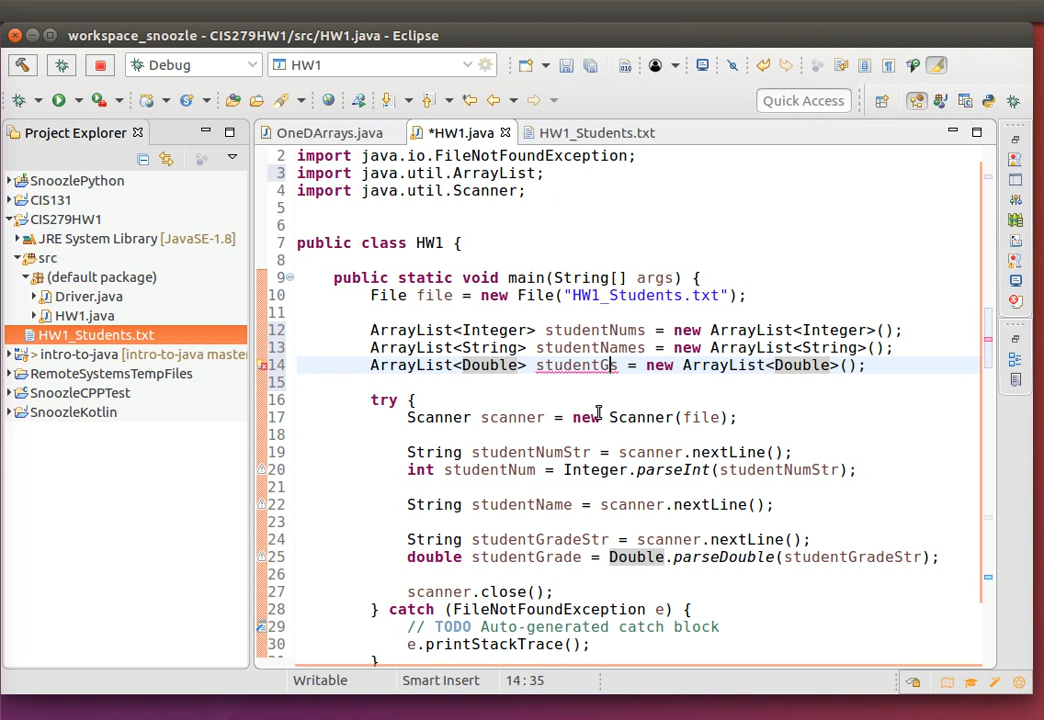 workspace_snoozle - CIS279HW1/src/HW1.java - Eclipse
Debug
HW1
Quick Access
Project Explorer
OneDArrays.java
*HW1.java
HW1_Students.txt
SnoozlePython
CIS131
CIS279HW1
JRE System Library [JavaSE-1.8]
src
(default package)
Driver.java
HW1.java
HW1_Students.txt
> intro-to-java (intro-to-java master
RemoteSystemsTempFiles
SnoozleCPPTest
SnoozleKotlin
2 import java.io.FileNotFoundException;
3 import java.util.ArrayList;
4 import java.util.Scanner;
5
6
7 public class HW1 {
8
9 public static void main(String[] args) {
10 File file = new File("HW1_Students.txt");
11
12 ArrayList<Integer> studentNums = new ArrayList<Integer>();
13 ArrayList<String> studentNames = new ArrayList<String>();
14 ArrayList<Double> studentGs = new ArrayList<Double>();
15
16 try {
17 Scanner scanner = new Scanner(file);
18
19 String studentNumStr = scanner.nextLine();
20 int studentNum = Integer.parseInt(studentNumStr);
21
22 String studentName = scanner.nextLine();
23
24 String studentGradeStr = scanner.nextLine();
25 double studentGrade = Double.parseDouble(studentGradeStr);
26
27 scanner.close();
28 } catch (FileNotFoundException e) {
29 // TODO Auto-generated catch block
30 e.printStackTrace();
}
Writable
Smart Insert
14:35